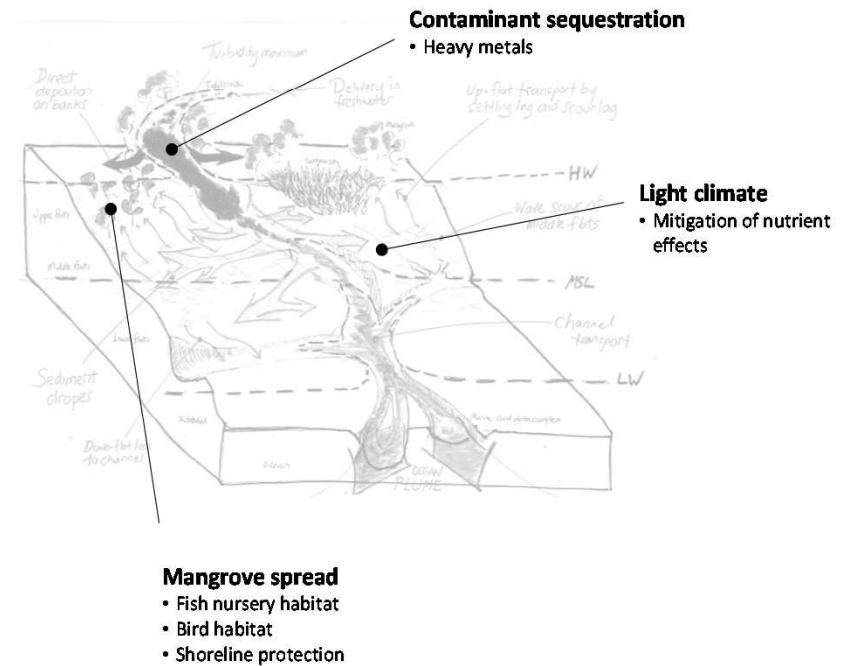 Contaminant sequestration
• Heavy metals
Turbidity maximum
Direct
deposition
on banks
Delivery in
freshwater
Up-flat transport by
settling lag and scour lag
Mangrove
HW
Light climate
• Mitigation of nutrient
effects
Wave scour of
middle flats
Upper flats
Middle flats
MSL
Channel
transport
Lower flats
LW
Sediment
drapes
Subtidal
Down-flat loss
to channel
Ocean
OCEAN
PLUME
Mangrove spread
• Fish nursery habitat
• Bird habitat
• Shoreline protection